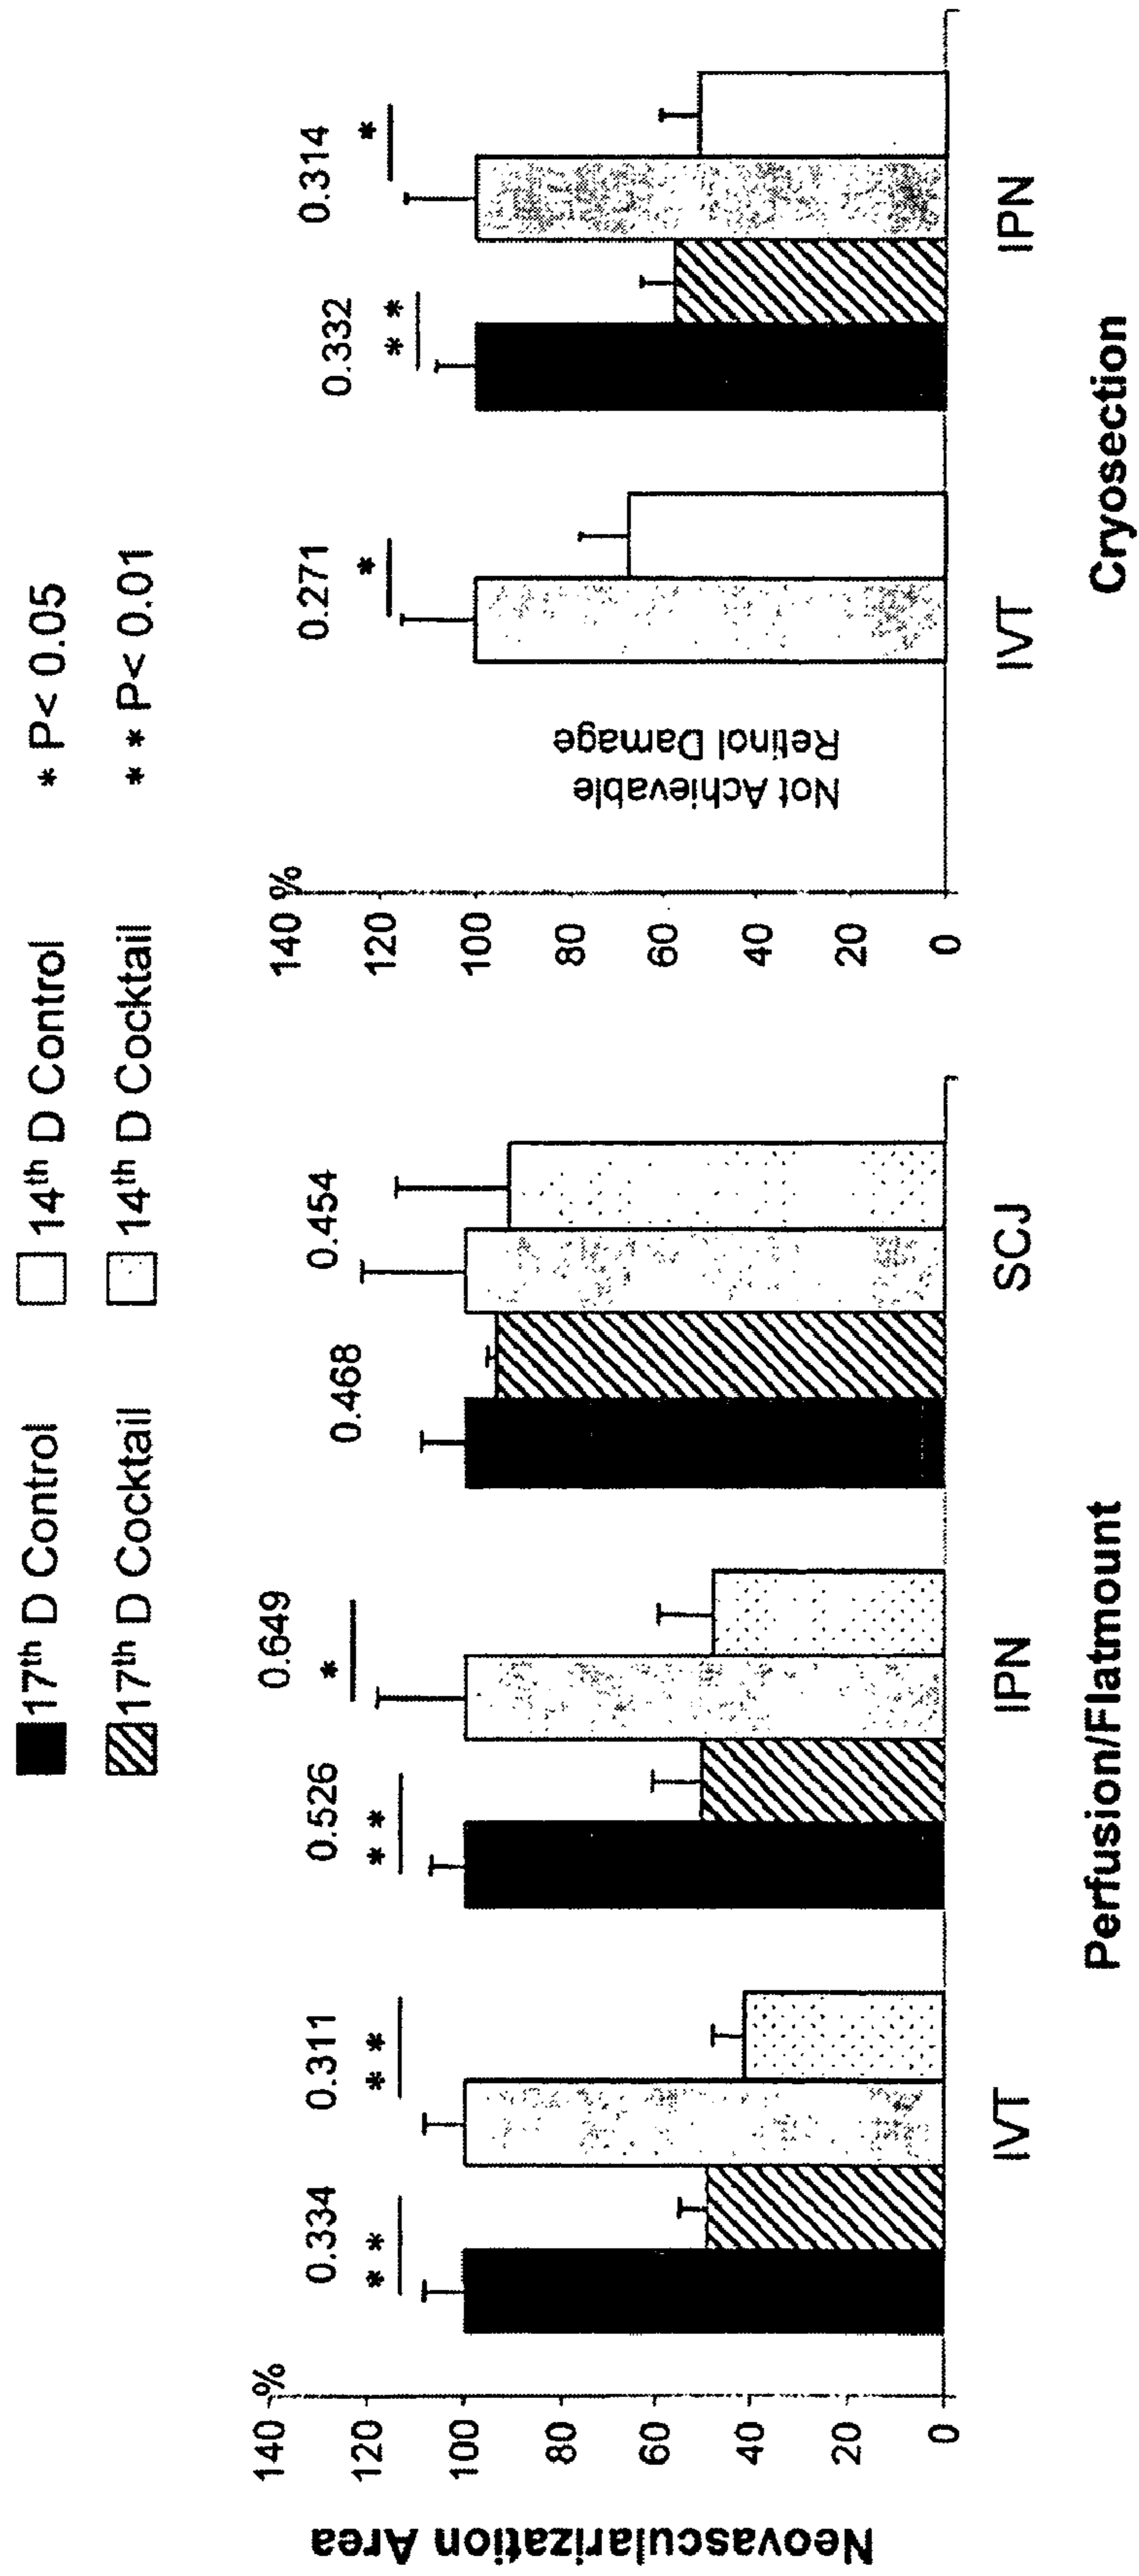 17th D Control
14th D Control
* P< 0.05
17th D Cocktail
14th D Cocktail
* * P< 0.01
Neovascularization Area
140 %
120
100
80
60
40
20
0
0.334
* *
0.311
* *
IVT
0.526
* *
0.649
*
IPN
0.468
0.454
SCJ
Perfusion/Flatmount
140 %
120
100
80
60
40
20
0
Not Achievable
Retinol Damage
0.271
*
IVT
0.332
* *
0.314
*
IPN
Cryosection